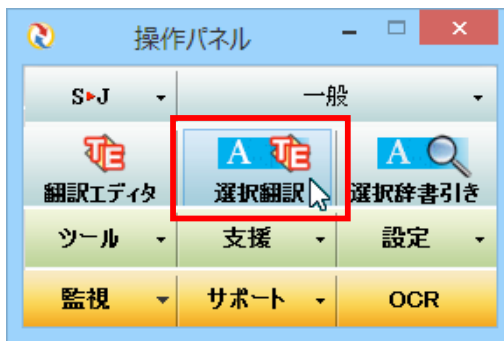 操作パネル
S▶J 一般
翻訳エディタ 選択翻訳 選択辞書引き
ツール 支援 設定
監視 サポート OCR